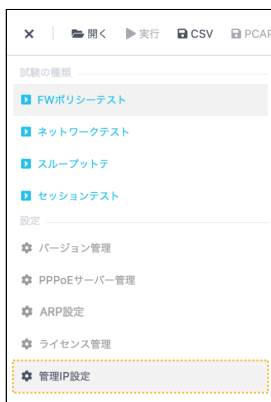 × 開く 実行 CSV PCAP
試験の種類
FWポリシーテスト
ネットワークテスト
スループットテ
セッションテスト
設定
バージョン管理
PPPoEサーバー管理
ARP設定
ライセンス管理
管理IP設定